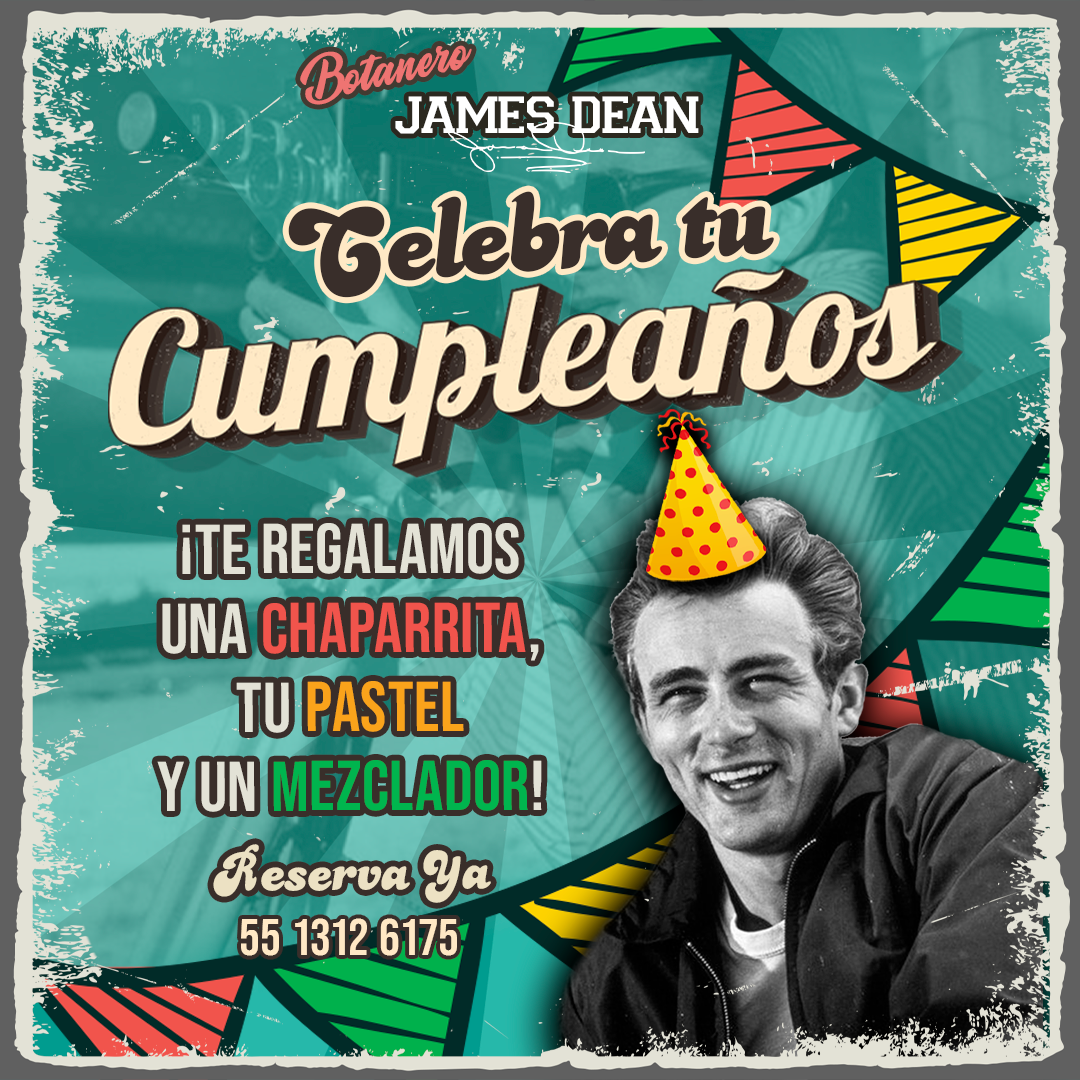 Botanero
JAMES DEAN
Celebra tu
Cumpleaños
¡TE REGALAMOS
UNA CHAPARRITA,
TU PASTEL
Y UN MEZCLADOR!
Reserva Ya
55 1312 6175